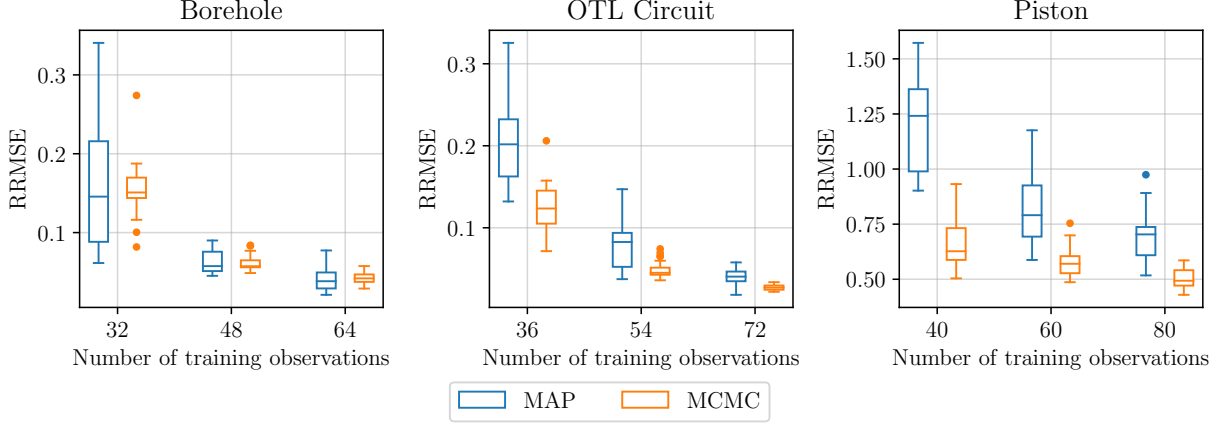 Borehole
OTL Circuit
Piston
RRMSE
0.3
0.2
0.1
32
48
64
Number of training observations
RRMSE
0.3
0.2
0.1
36
54
72
Number of training observations
RRMSE
1.50
1.25
1.00
0.75
0.50
40
60
80
Number of training observations
MAP
MCMC